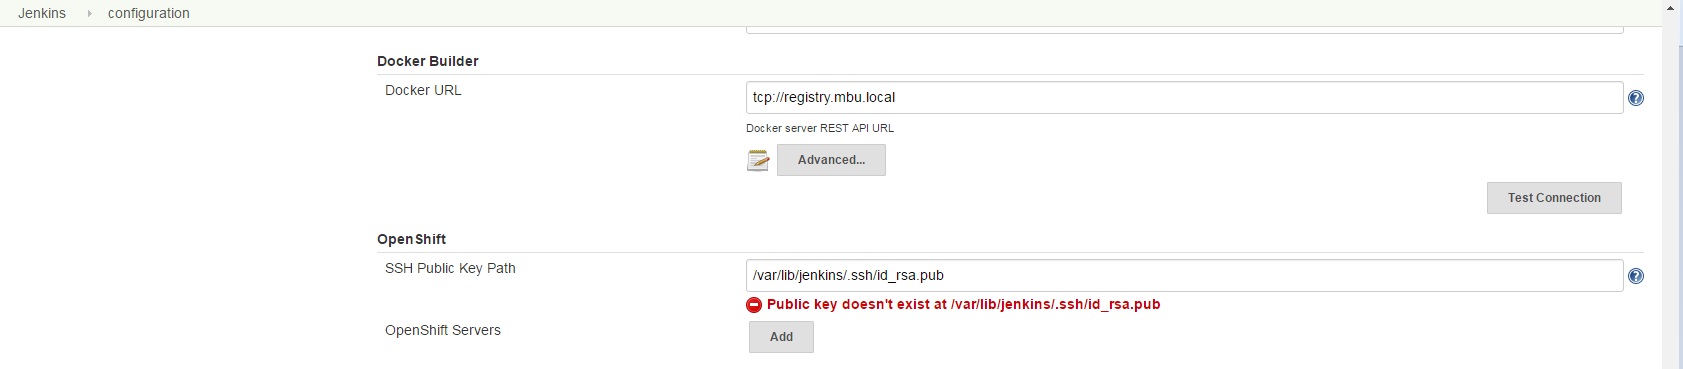 Jenkins
configuration
Docker Builder
Docker URL
tcp://registry.mbu.local
Docker server REST API URL
Advanced...
Test Connection
OpenShift
SSH Public Key Path
/var/lib/jenkins/.ssh/id_rsa.pub
Public key doesn't exist at /var/lib/jenkins/.ssh/id_rsa.pub
OpenShift Servers
Add